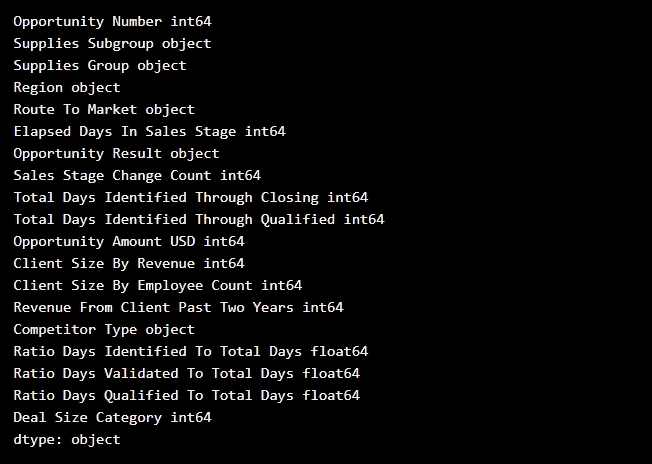 Opportunity Number int64
Supplies Subgroup object
Supplies Group object
Region object
Route To Market object
Elapsed Days In Sales Stage int64
Opportunity Result object
Sales Stage Change Count int64
Total Days Identified Through Closing int64
Total Days Identified Through Qualified int64
Opportunity Amount USD int64
Client Size By Revenue int64
Client Size By Employee Count int64
Revenue From Client Past Two Years int64
Competitor Type object
Ratio Days Identified To Total Days float64
Ratio Days Validated To Total Days float64
Ratio Days Qualified To Total Days float64
Deal Size Category int64
dtype: object